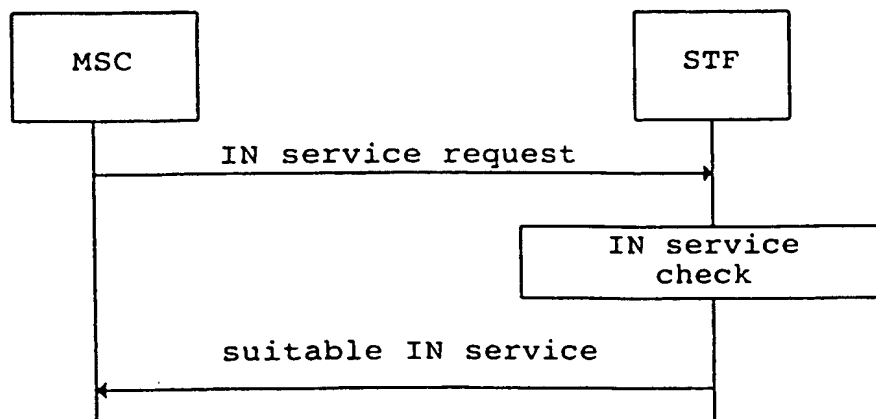 MSC
STF
IN service request
IN service
check
suitable IN service